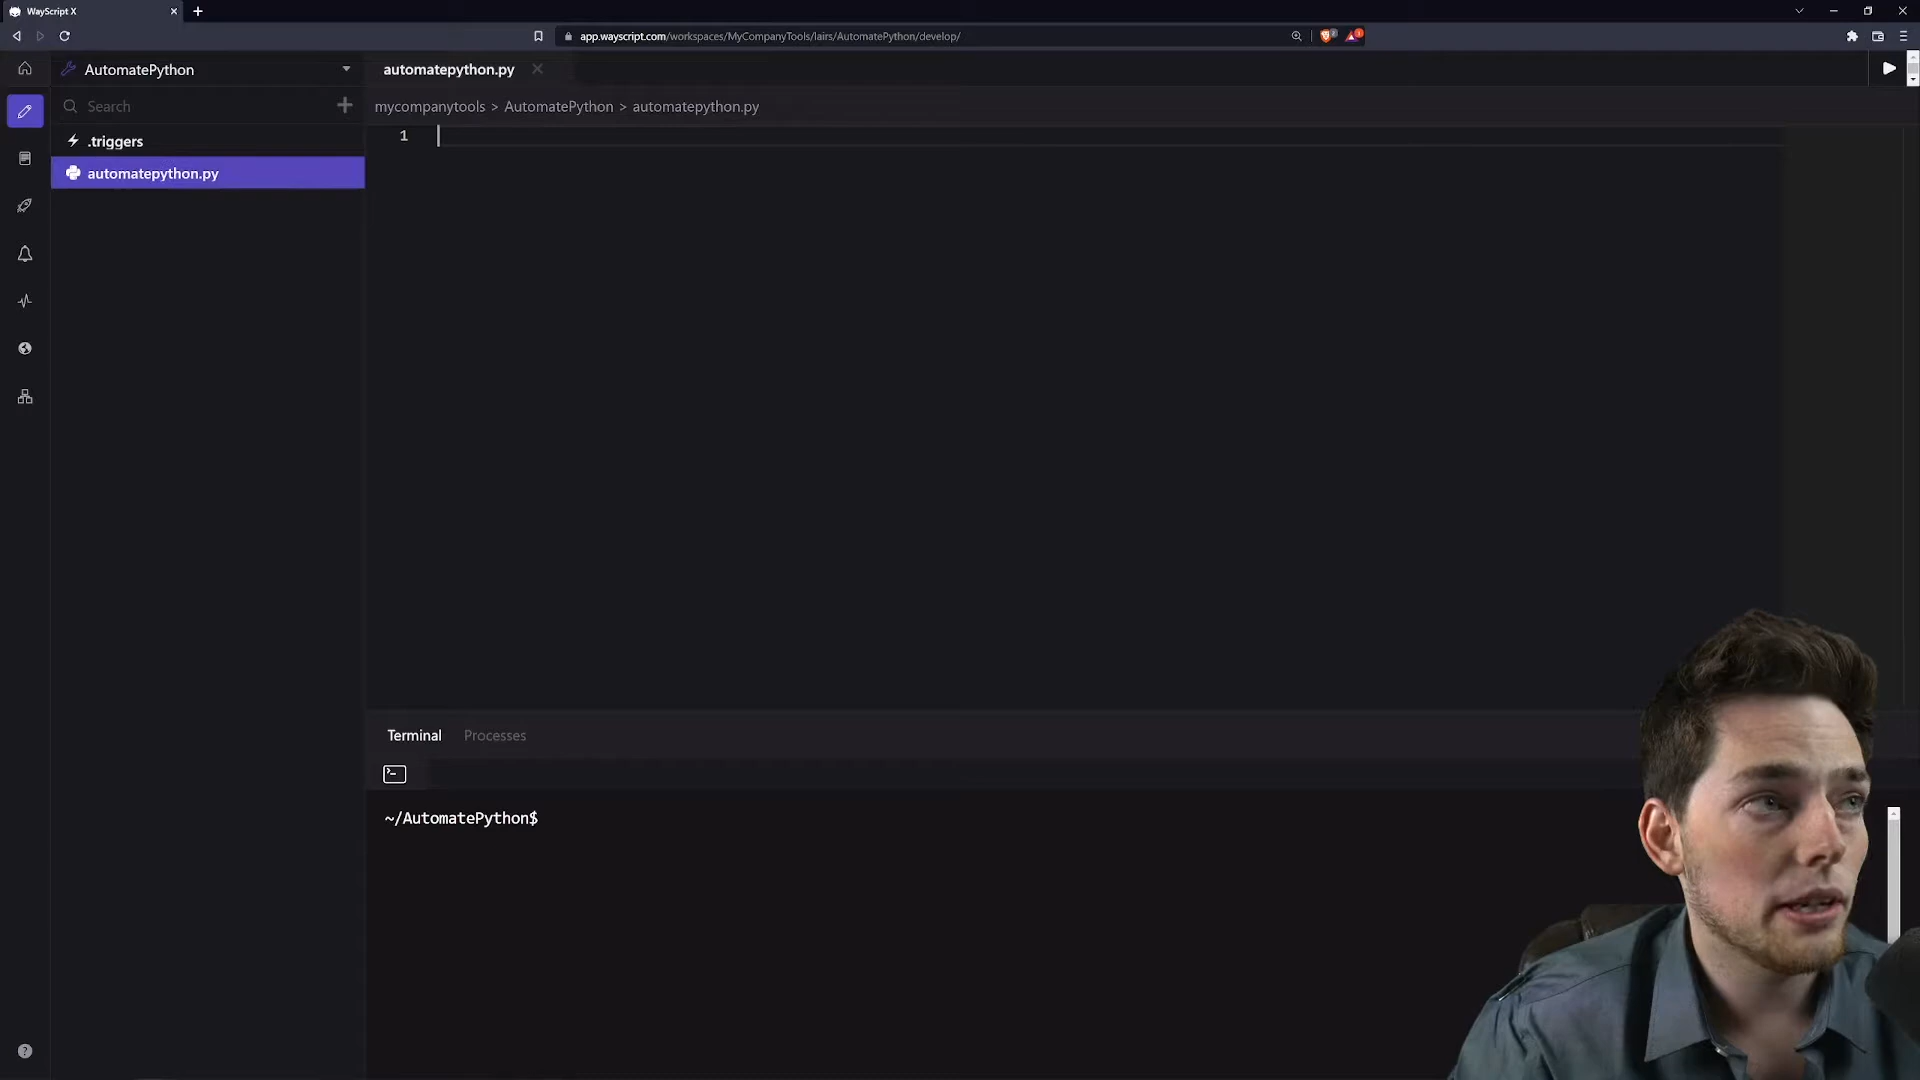 WayScript X
app.wayscript.com/workspaces/MyCompanyTools/lairs/AutomatePython/develop/
AutomatePython
automatepython.py
Search
mycompanytools > AutomatePython > automatepython.py
.triggers
1
automatepython.py
Terminal
Processes
~/AutomatePython$